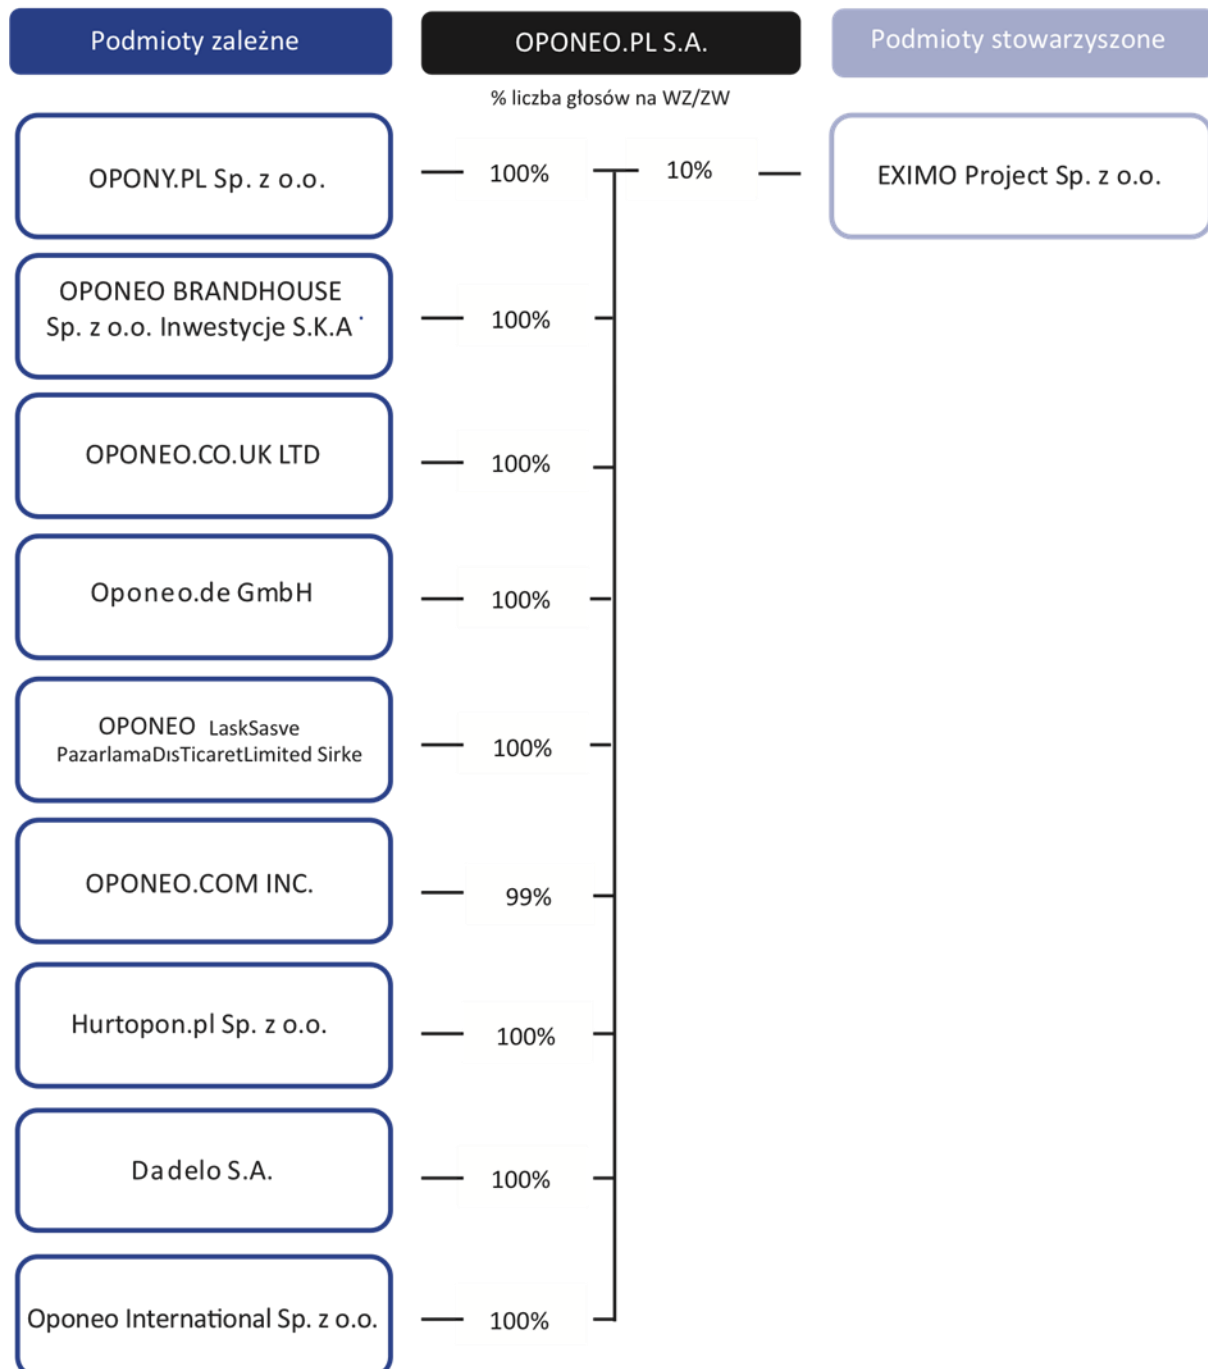 Podmioty zależne
OPONEO.PL S.A.
Podmioty stowarzyszone
% liczba głosów na WZ/ZW
OPONY.PL Sp. z o.o.
100%
10%
EXIMO Project Sp. z o.o.
OPONEO BRANDHOUSE
Sp. z o.o. Inwestycje S.K.A
100%
OPONEO.CO.UK LTD
100%
Oponeo.de GmbH
100%
OPONEO LaskSasve
PazarlamaDısTicaretLimited Sirke
100%
OPONEO.COM INC.
99%
Hurtopon.pl Sp. z o.o.
100%
Dadelo S.A.
100%
Oponeo International Sp. z o.o.
100%